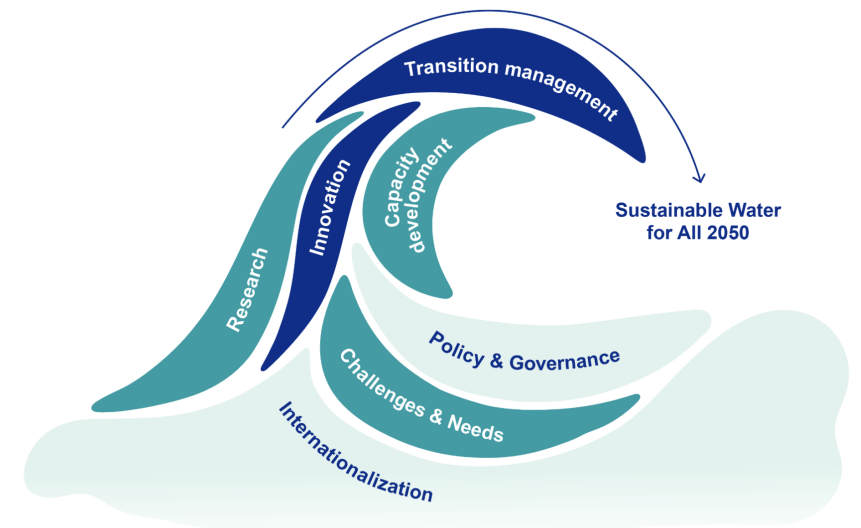 Transition management
Capacity
development
Innovation
Research
Sustainable Water
for All 2050
Policy & Governance
Challenges & Needs
Internationalization